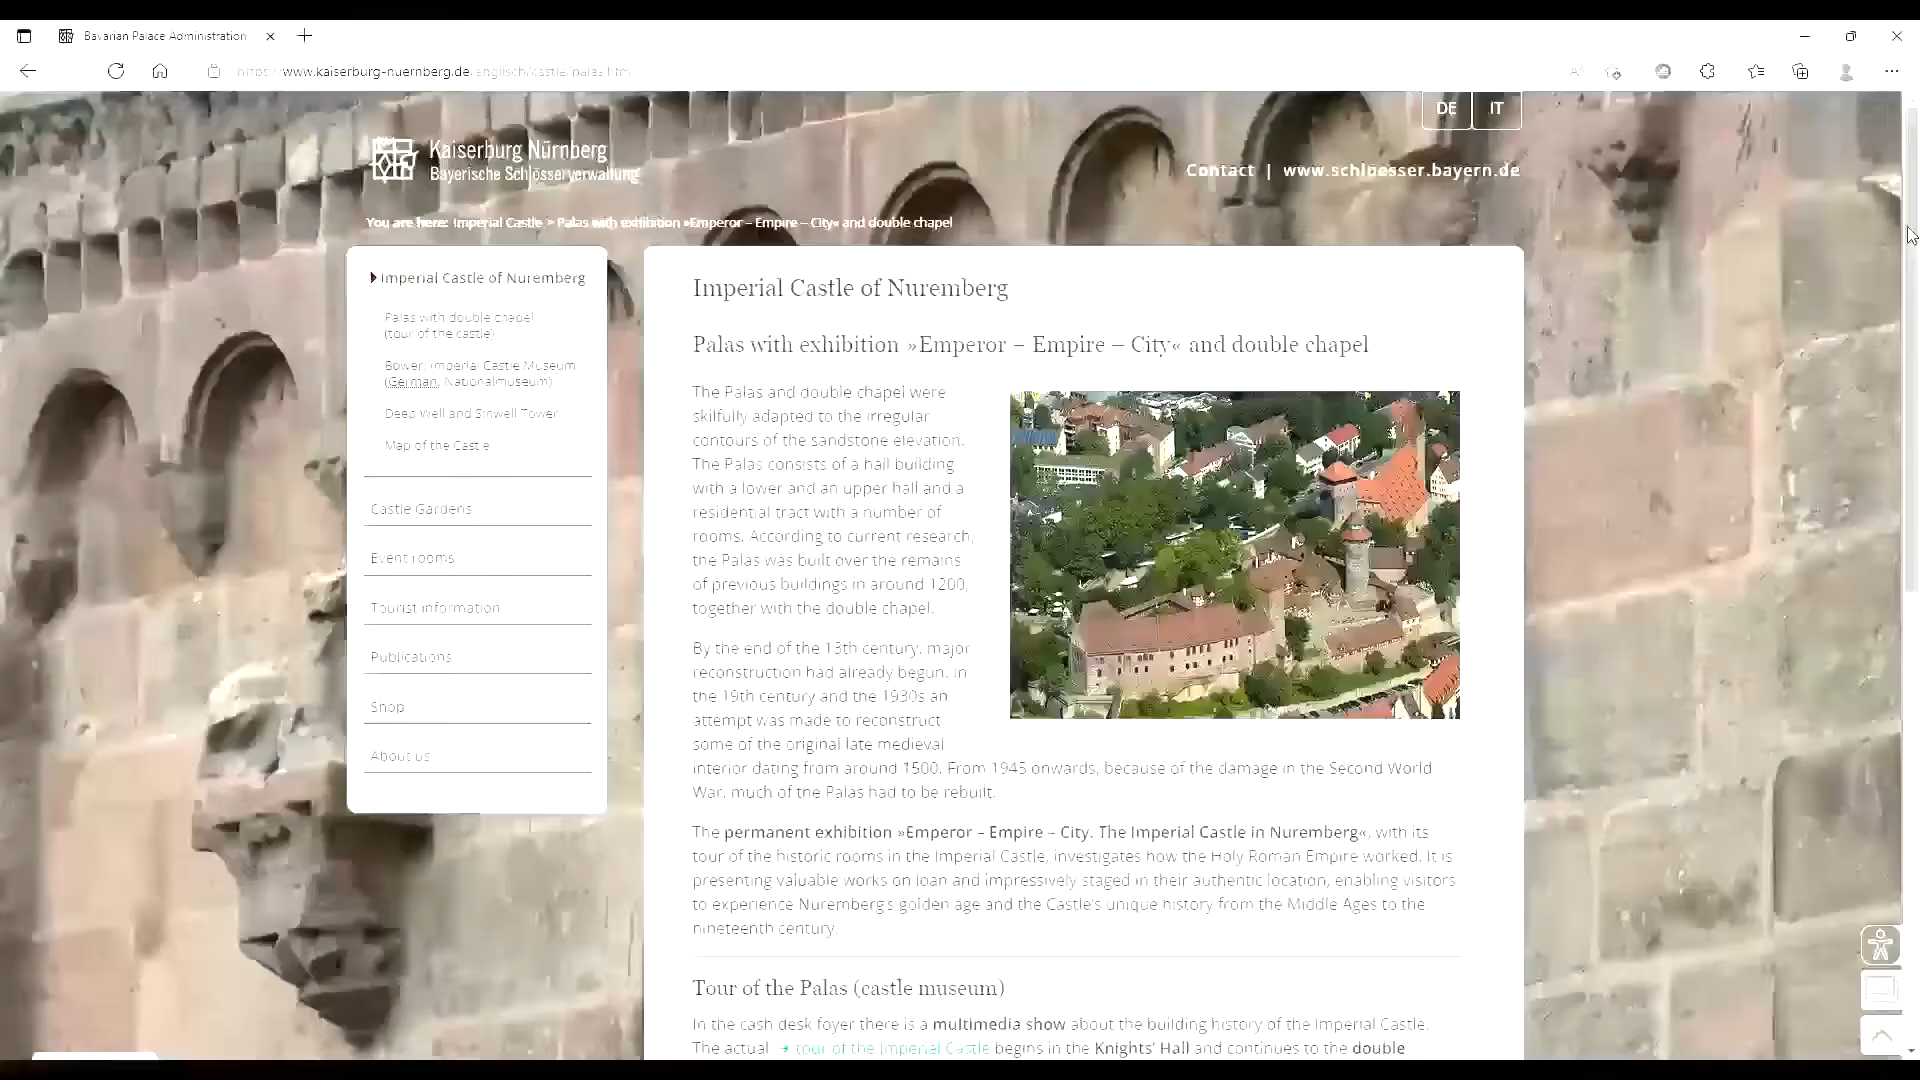 Bavarian Palace Administration
https://www.kaiserburg-nuernberg.de/englisch/castle/palas.htm
DE IT
Kaiserburg Nürnberg
Bayerische Schlösserverwaltung
Contact | www.schloesser.bayern.de
You are here: Imperial Castle > Palas with exhibition »Emperor – Empire – City« and double chapel
Imperial Castle of Nuremberg
Palas with double chapel
(tour of the castle)
Bower: Imperial Castle Museum
(German. Nationalmuseum)
Deep Well and Sinwell Tower
Map of the Castle
Castle Gardens
Event rooms
Tourist information
Publications
Shop
About us
Imperial Castle of Nuremberg
Palas with exhibition »Emperor – Empire – City« and double chapel
The Palas and double chapel were
skilfully adapted to the irregular
contours of the sandstone elevation.
The Palas consists of a hall building
with a lower and an upper hall and a
residential tract with a number of
rooms. According to current research,
the Palas was built over the remains
of previous buildings in around 1200,
together with the double chapel.
By the end of the 13th century, major
reconstruction had already begun. In
the 19th century and the 1930s an
attempt was made to reconstruct
some of the original late medieval
interior dating from around 1500. From 1945 onwards, because of the damage in the Second World
War, much of the Palas had to be rebuilt.
The permanent exhibition »Emperor – Empire – City. The Imperial Castle in Nuremberg«, with its
tour of the historic rooms in the Imperial Castle, investigates how the Holy Roman Empire worked. It is
presenting valuable works on loan and impressively staged in their authentic location, enabling visitors
to experience Nuremberg's golden age and the Castle's unique history from the Middle Ages to the
nineteenth century.
Tour of the Palas (castle museum)
In the cash desk foyer there is a multimedia show about the building history of the Imperial Castle.
The actual → tour of the Imperial Castle begins in the Knights' Hall and continues to the double